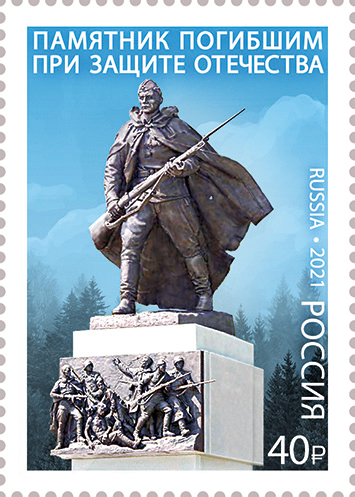 ПАМЯТНИК ПОГИБШИМ
ПРИ ЗАЩИТЕ ОТЕЧЕСТВА
RUSSIA • 2021
РОССИЯ
40₽